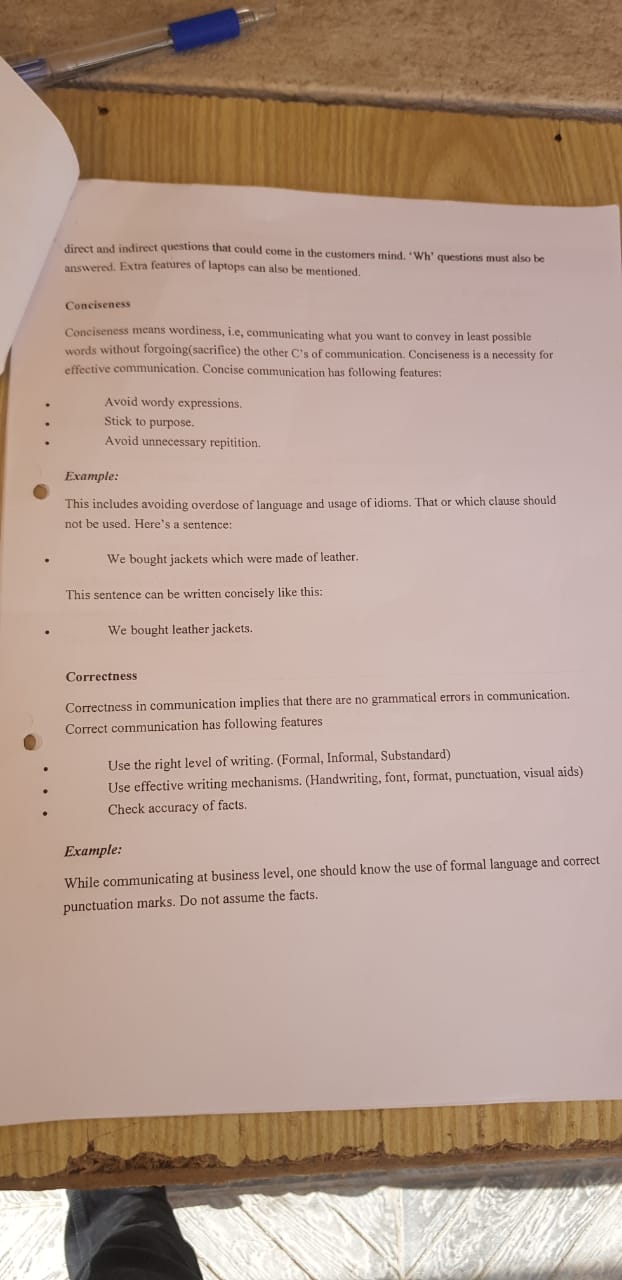 direct and indirect questions that could come in the customers mind. ‘Wh’ questions must also be
answered. Extra features of laptops can also be mentioned.
Conciseness
Conciseness means wordiness, i.e, communicating what you want to convey in least possible
words without forgoing(sacrifice) the other C’s of communication. Conciseness is a necessity for
effective communication. Concise communication has following features:
• Avoid wordy expressions.
• Stick to purpose.
• Avoid unnecessary repitition.
Example:
This includes avoiding overdose of language and usage of idioms. That or which clause should
not be used. Here’s a sentence:
• We bought jackets which were made of leather.
This sentence can be written concisely like this:
• We bought leather jackets.
Correctness
Correctness in communication implies that there are no grammatical errors in communication.
Correct communication has following features
• Use the right level of writing. (Formal, Informal, Substandard)
• Use effective writing mechanisms. (Handwriting, font, format, punctuation, visual aids)
• Check accuracy of facts.
Example:
While communicating at business level, one should know the use of formal language and correct
punctuation marks. Do not assume the facts.